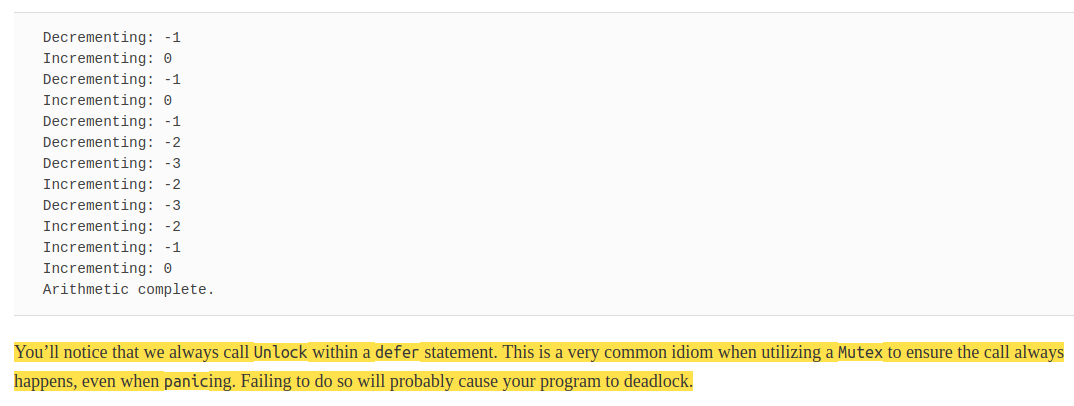 Decrementing: -1
Incrementing: 0
Decrementing: -1
Incrementing: 0
Decrementing: -1
Decrementing: -2
Decrementing: -3
Incrementing: -2
Decrementing: -3
Incrementing: -2
Incrementing: -1
Incrementing: 0
Arithmetic complete.
You’ll notice that we always call Unlock within a defer statement. This is a very common idiom when utilizing a Mutex to ensure the call always
happens, even when panicing. Failing to do so will probably cause your program to deadlock.